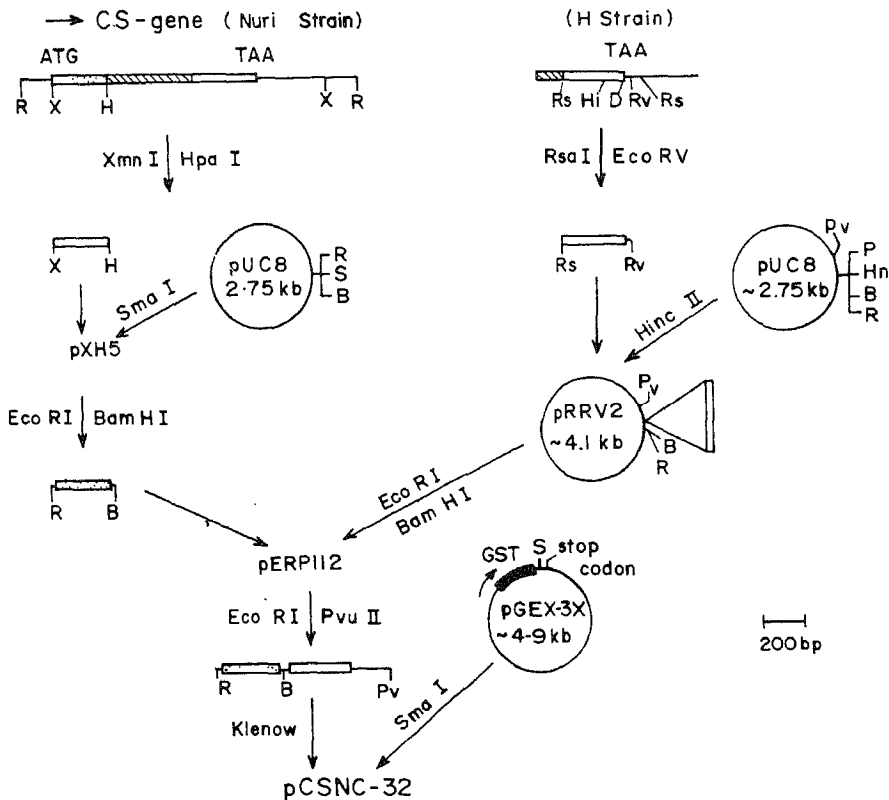 → CS-gene (Nuri Strain)
(H Strain)
ATG TAA
TAA
R X H X R
Rs Hi D Rv Rs
Xmn I Hpa I
Rsa I Eco RV
X H
pUC8
2·75 kb
R
S
B
Rs Rv
pUC8
~2.75 kb
Pv
P
Hn
B
R
Sma I
Hinc II
pXH5
Eco RI Bam HI
pRRV2
~4.1 kb
Pv
B
R
R B
Eco RI
Bam HI
pERP112
GST S stop
codon
pGEX-3X
~4-9 kb
Eco RI Pvu II
200 bp
R B Pv
Klenow
Sma I
pCSNC-32